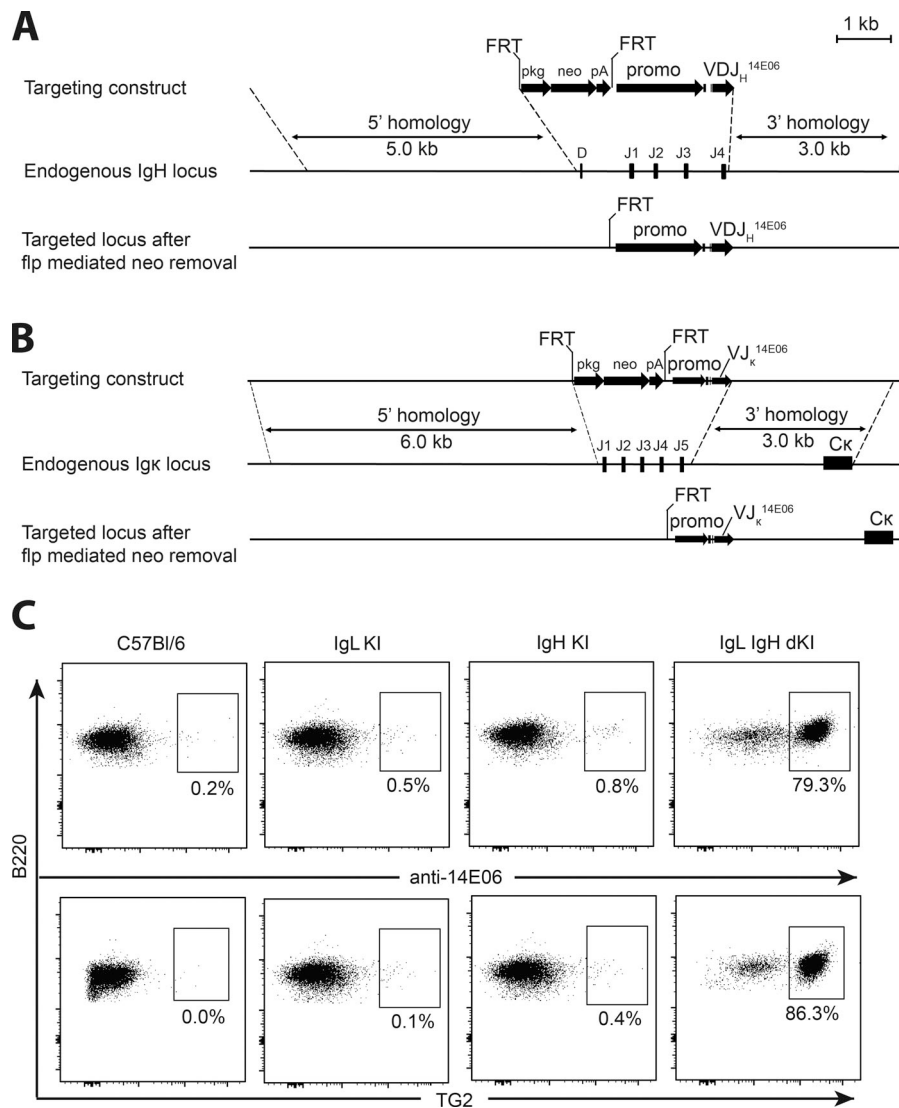 A
1 kb
FRT
FRT
pkg neo pA promo VDJH14E06
Targeting construct
5’ homology
5.0 kb
3’ homology
3.0 kb
D J1 J2 J3 J4
Endogenous IgH locus
FRT
promo VDJH14E06
Targeted locus after
flp mediated neo removal
B
FRT
FRT
pkg neo pA promo VJκ14E06
Targeting construct
5’ homology
6.0 kb
3’ homology
3.0 kb
J1 J2 J3 J4 J5 Cκ
Endogenous Igκ locus
FRT
promo VJκ14E06
Cκ
Targeted locus after
flp mediated neo removal
C
C57Bl/6 IgL KI IgH KI IgL IgH dKI
0.2% 0.5% 0.8% 79.3%
B220
anti-14E06
0.0% 0.1% 0.4% 86.3%
TG2